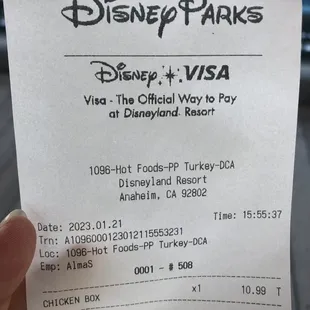 Disney Parks
Disney VISA
Visa - The Official Way to Pay
at Disneyland Resort
1096-Hot Foods-PP Turkey-DCA
Disneyland Resort
Anaheim, CA 92802
Date: 2023.01.21 Time: 15:55:37
Trn: A1096000123012115553231
Loc: 1096-Hot Foods-PP Turkey-DCA
Emp: AlmaS
0001 - # 508
CHICKEN BOX x1 10.99 T